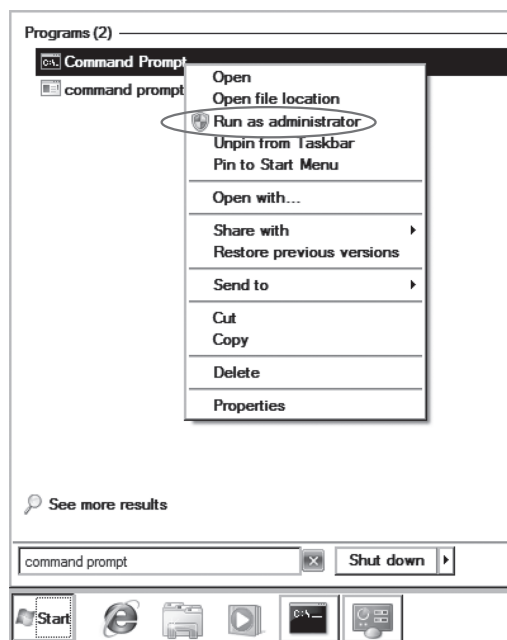 Programs (2)
Command Prompt
command prompt
Open
Open file location
Run as administrator
Unpin from Taskbar
Pin to Start Menu
Open with...
Share with
Restore previous versions
Send to
Cut
Copy
Delete
Properties
See more results
command prompt
Shut down
Start